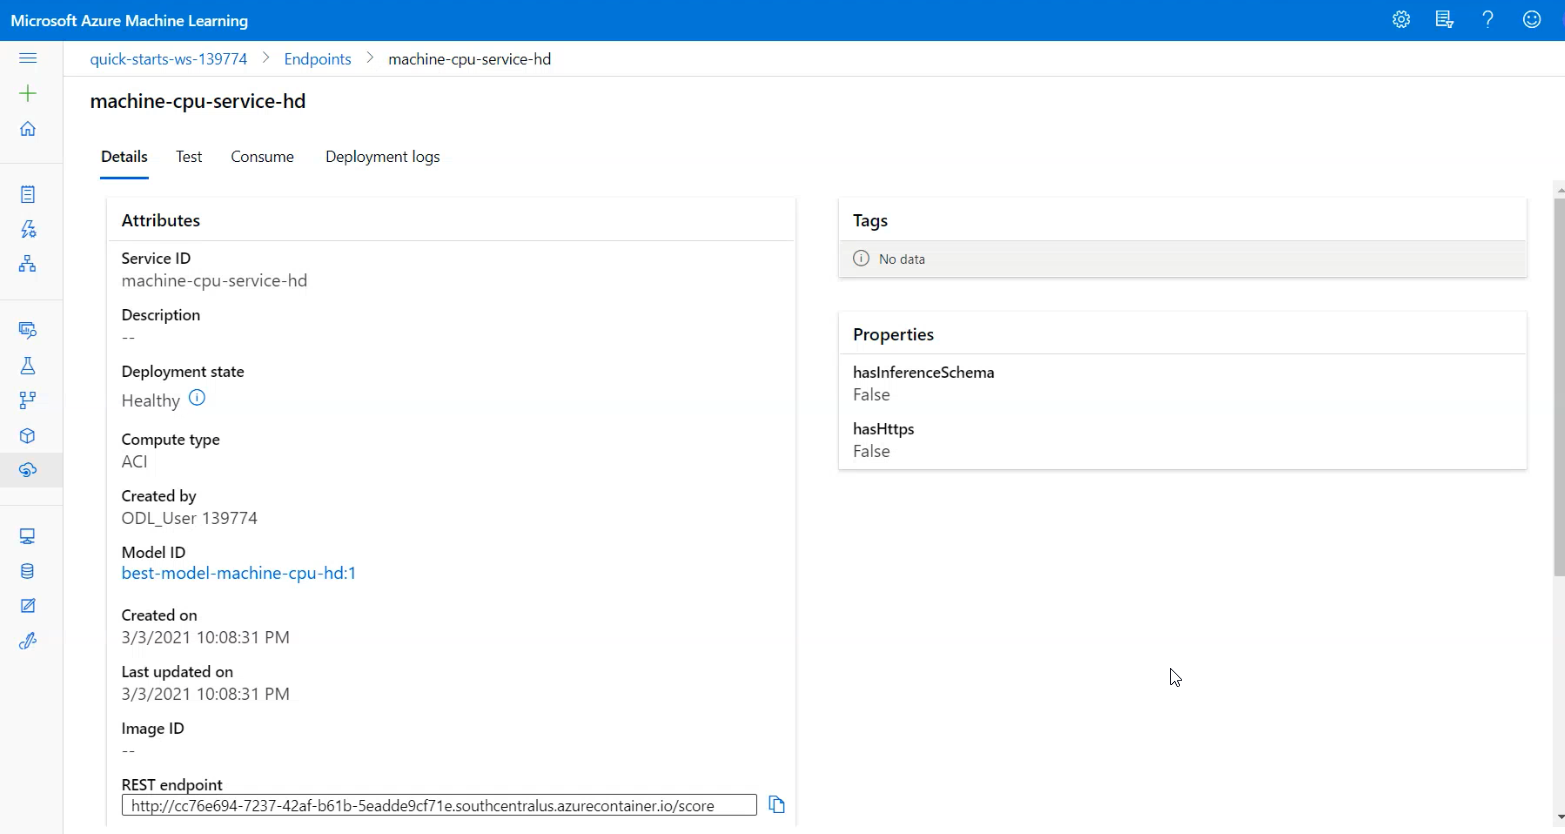 Microsoft Azure Machine Learning
quick-starts-ws-139774 > Endpoints > machine-cpu-service-hd
machine-cpu-service-hd
Details Test Consume Deployment logs
Attributes
Service ID
machine-cpu-service-hd
Description
--
Deployment state
Healthy
Compute type
ACI
Created by
ODL_User 139774
Model ID
best-model-machine-cpu-hd:1
Created on
3/3/2021 10:08:31 PM
Last updated on
3/3/2021 10:08:31 PM
Image ID
--
REST endpoint
http://cc76e694-7237-42af-b61b-5eadde9cf71e.southcentralus.azurecontainer.io/score
Tags
No data
Properties
hasInferenceSchema
False
hasHttps
False